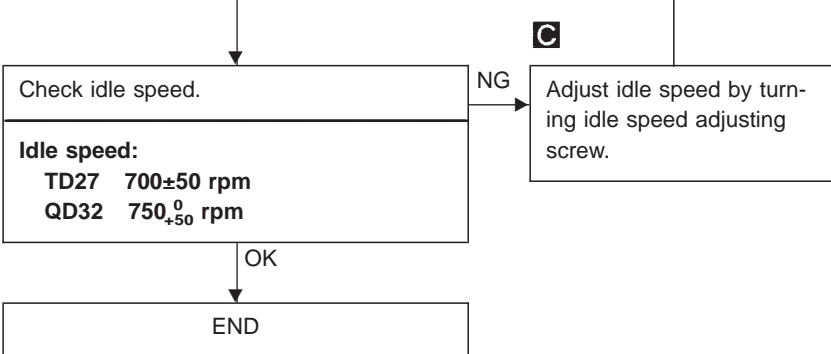 C
Check idle speed.
NG
Adjust idle speed by turn-
ing idle speed adjusting
screw.
Idle speed:
TD27 700±50 rpm
QD32 750 0 +50 rpm
OK
END